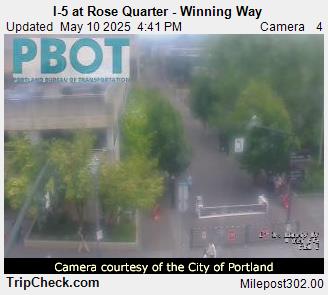 I-5 at Rose Quarter - Winning Way
Updated May 10 2025 4:41 PM Camera 4
PBOT
PORTLAND BUREAU OF TRANSPORTATION
Camera courtesy of the City of Portland
TripCheck.com Milepost302.00